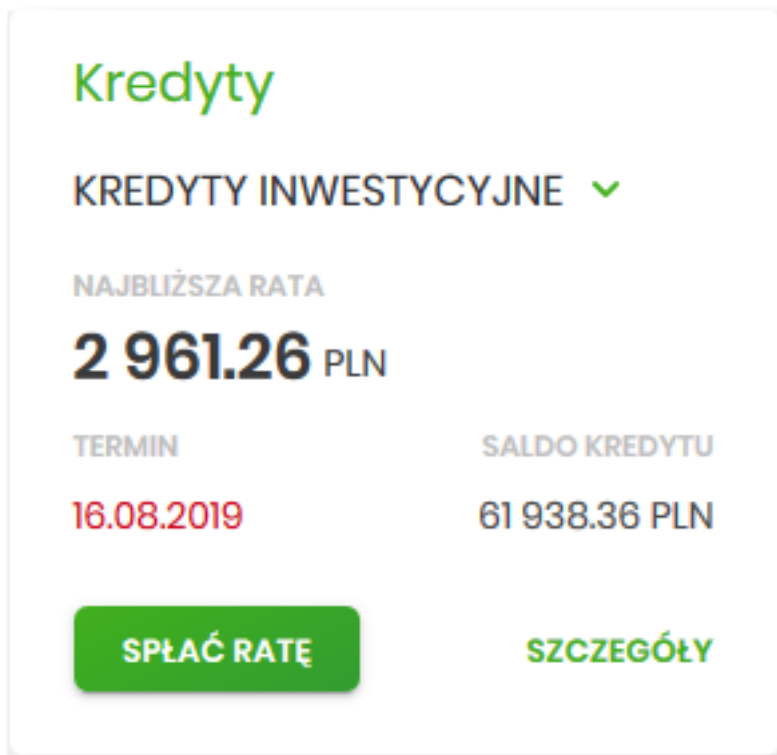 Kredyty
KREDYTY INWESTYCYJNE
NAJBLIŻSZA RATA
2 961.26 PLN
TERMIN SALDO KREDYTU
16.08.2019 61 938.36 PLN
SPŁAĆ RATĘ SZCZEGÓŁY